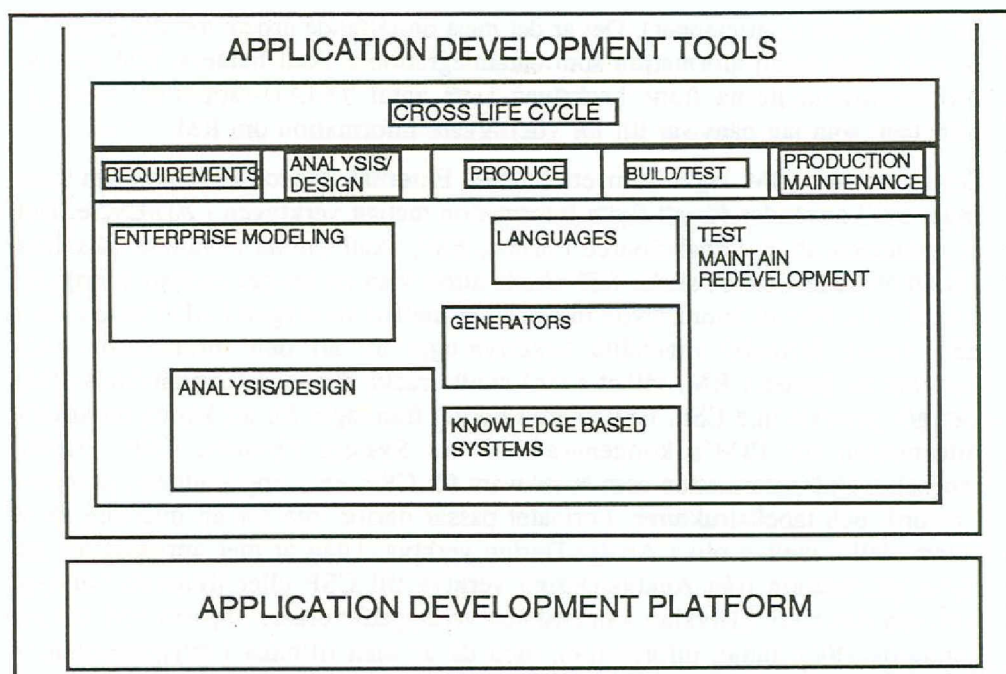 APPLICATION DEVELOPMENT TOOLS
CROSS LIFE CYCLE
REQUIREMENTS
ANALYSIS/
DESIGN
PRODUCE
BUILD/TEST
PRODUCTION
MAINTENANCE
ENTERPRISE MODELING
LANGUAGES
TEST
MAINTAIN
REDEVELOPMENT
GENERATORS
ANALYSIS/DESIGN
KNOWLEDGE BASED
SYSTEMS
APPLICATION DEVELOPMENT PLATFORM